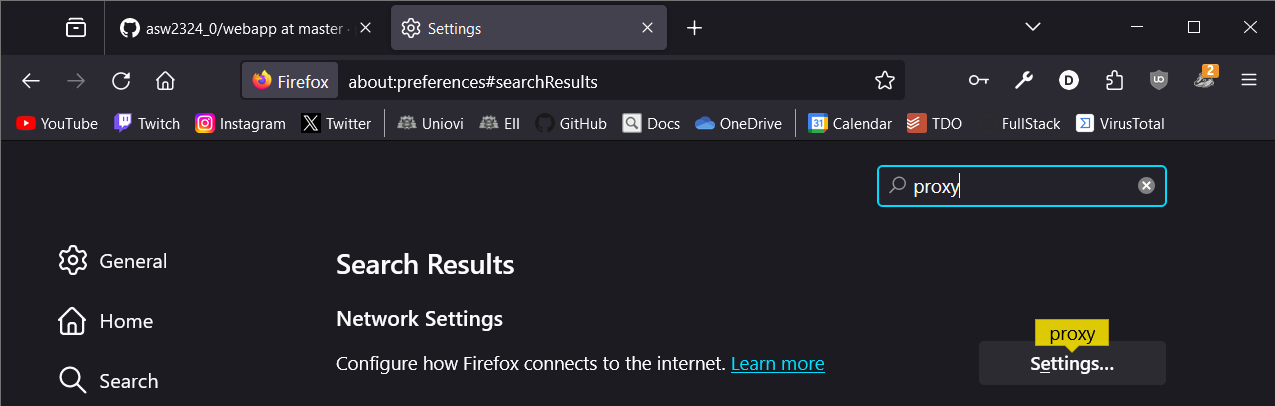 asw2324_0/webapp at master · Settings
Firefox about:preferences#searchResults 2
YouTube Twitch Instagram Twitter Uniovi EII GitHub Docs OneDrive 31 Calendar TDO FullStack VirusTotal
proxy
General
Search Results
Home
Network Settings
proxy
Configure how Firefox connects to the internet. Learn more
Settings...
Search